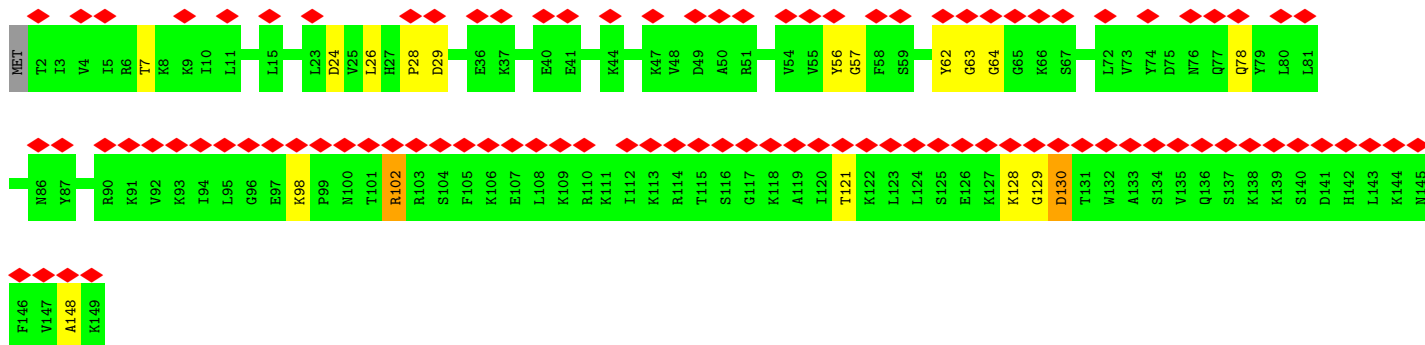 MET T2 I3 V4 I5 R6 T7 K8 K9 I10 L11 L15 L23 D24 V25 L26 H27 P28 D29 E36 K37 E40 E41 K44 K47 V48 D49 A50 R51 V54 V55 Y56 G57 F58 S59 Y62 G63 G64 G65 K66 S67 L72 V73 Y74 D75 N76 Q77 Q78 Y79 L80 L81
N86 Y87 R90 K91 V92 K93 I94 L95 G96 E97 K98 P99 N100 T101 R102 R103 S104 F105 K106 E107 L108 K109 R110 K111 I112 K113 R114 T115 S116 G117 K118 A119 I120 T121 K122 L123 L124 S125 E126 K127 K128 G129 D130 T131 W132 A133 S134 V135 Q136 S137 K138 K139 S140 D141 H142 L143 K144 N145
F146 V147 A148 K149